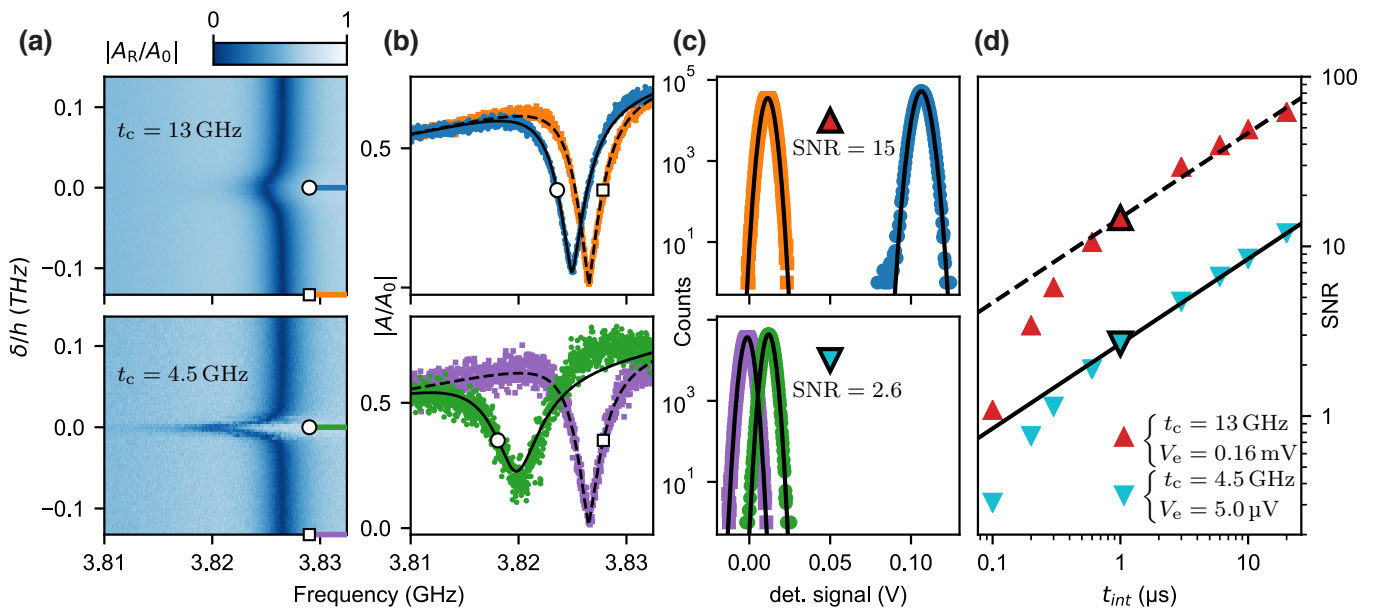 (a)
(b)
(c)
(d)
0
1
|A_R/A_0|
t_c = 13 GHz
0.1
0.0
−0.1
t_c = 4.5 GHz
0.1
0.0
−0.1
δ/h (THz)
3.81
3.82
3.83
0.5
0.0
0.5
0.0
|A/A_0|
3.81
3.82
3.83
Frequency (GHz)
10^5
10^3
10^1
10^3
10^1
Counts
SNR = 15
SNR = 2.6
0.00
0.05
0.10
det. signal (V)
100
10
1
SNR
t_c = 13 GHz
V_e = 0.16 mV
t_c = 4.5 GHz
V_e = 5.0 μV
0.1
1
10
t_int (μs)